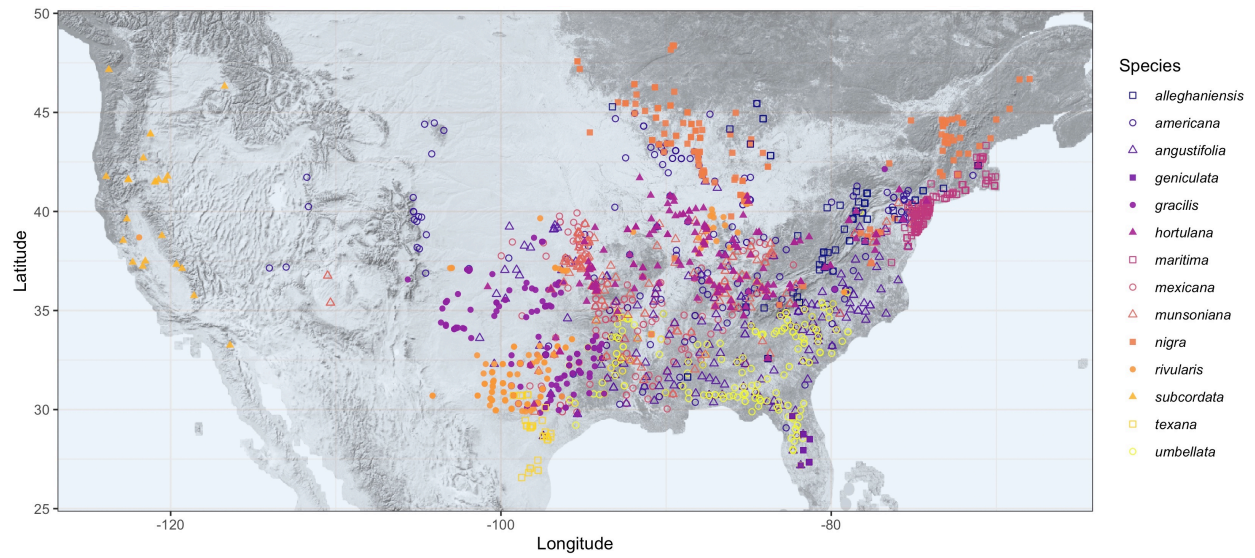 50
45
40
35
30
25
Latitude
-120
-100
-80
Longitude
Species
alleghaniensis
americana
angustifolia
geniculata
gracilis
hortulana
maritima
mexicana
munsoniana
nigra
rivularis
subcordata
texana
umbellata